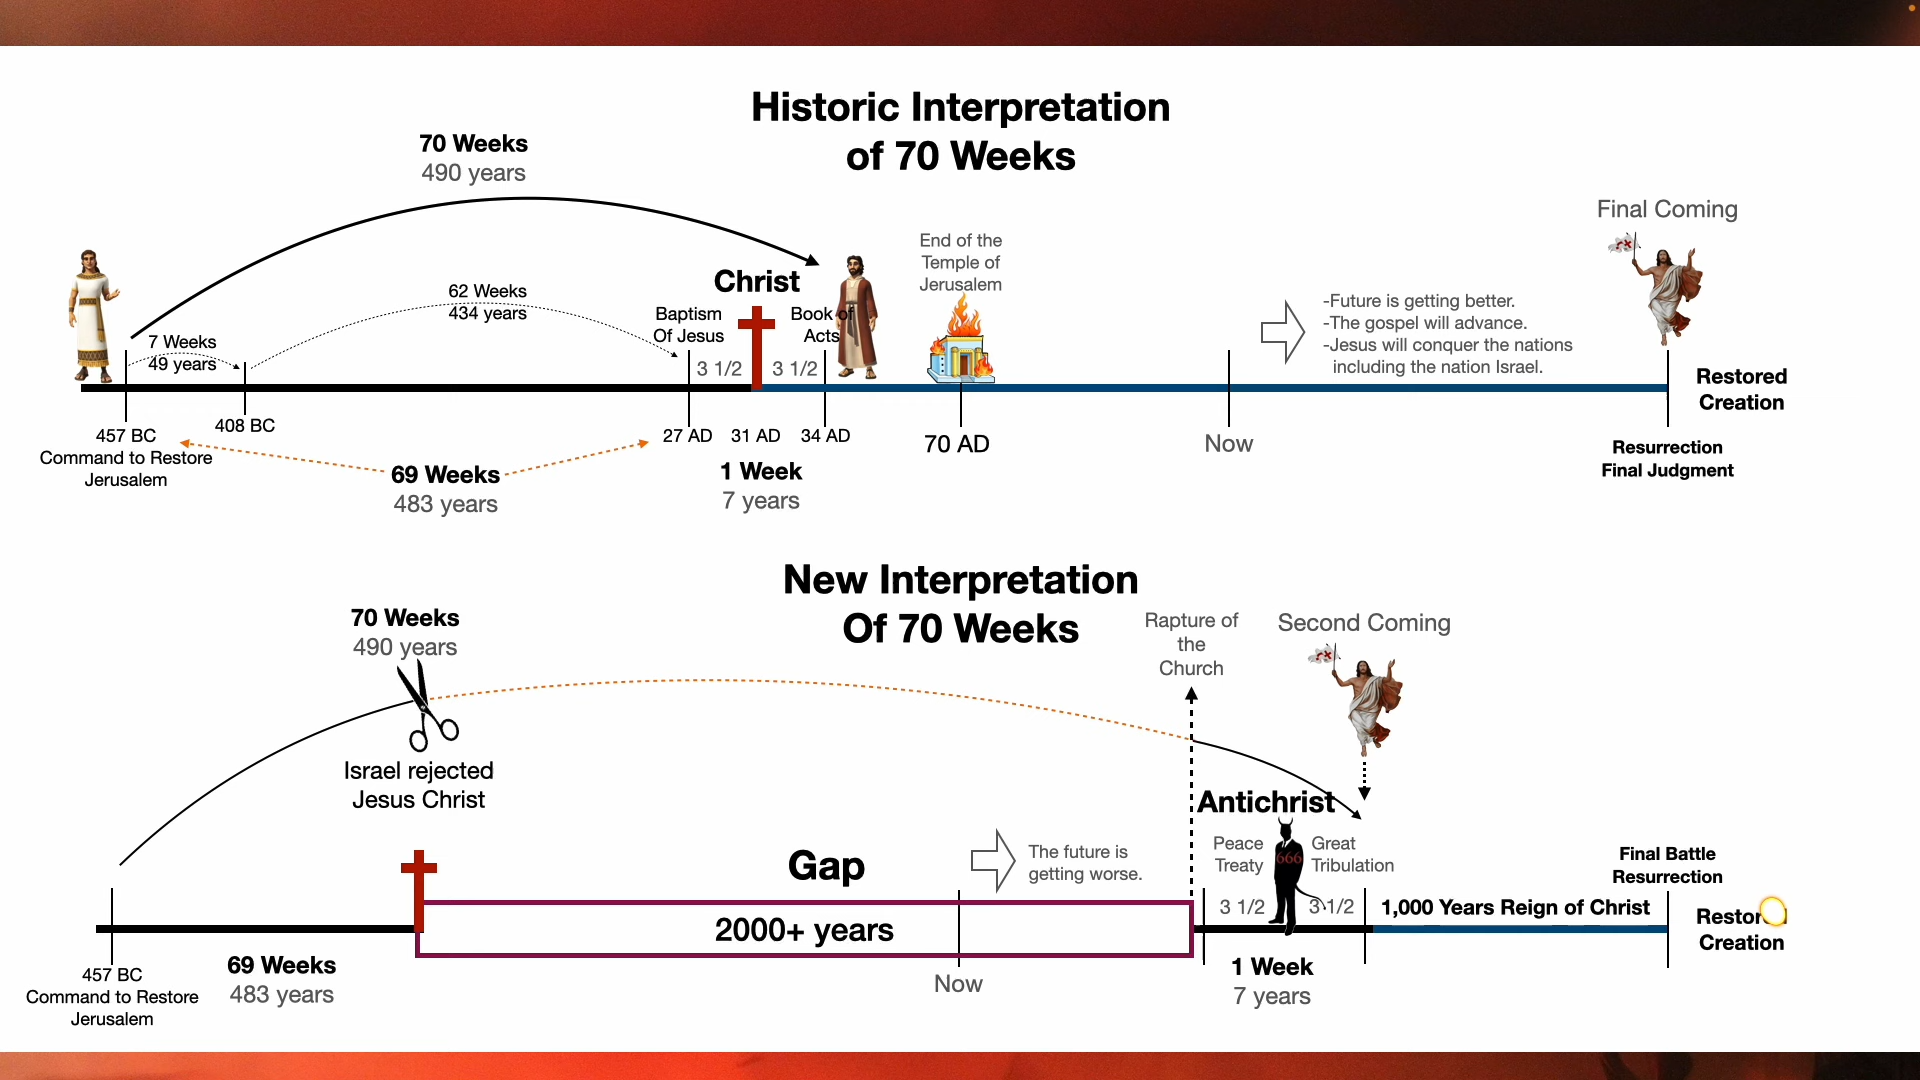 Historic Interpretation
of 70 Weeks
70 Weeks
490 years
Final Coming
End of the
Temple of
Jerusalem
Christ
62 Weeks
434 years
Baptism
Of Jesus
Book of
Acts
7 Weeks
49 years
3 1/2
3 1/2
-Future is getting better.
-The gospel will advance.
-Jesus will conquer the nations
including the nation Israel.
Restored
Creation
457 BC
Command to Restore
Jerusalem
408 BC
27 AD
31 AD
34 AD
70 AD
Now
Resurrection
Final Judgment
69 Weeks
483 years
1 Week
7 years
New Interpretation
Of 70 Weeks
70 Weeks
490 years
Rapture of
the
Church
Second Coming
Israel rejected
Jesus Christ
Antichrist
Peace
Treaty
666
Great
Tribulation
Gap
The future is
getting worse.
Final Battle
Resurrection
3 1/2
3 1/2
1,000 Years Reign of Christ
2000+ years
Restored
Creation
457 BC
Command to Restore
Jerusalem
69 Weeks
483 years
Now
1 Week
7 years